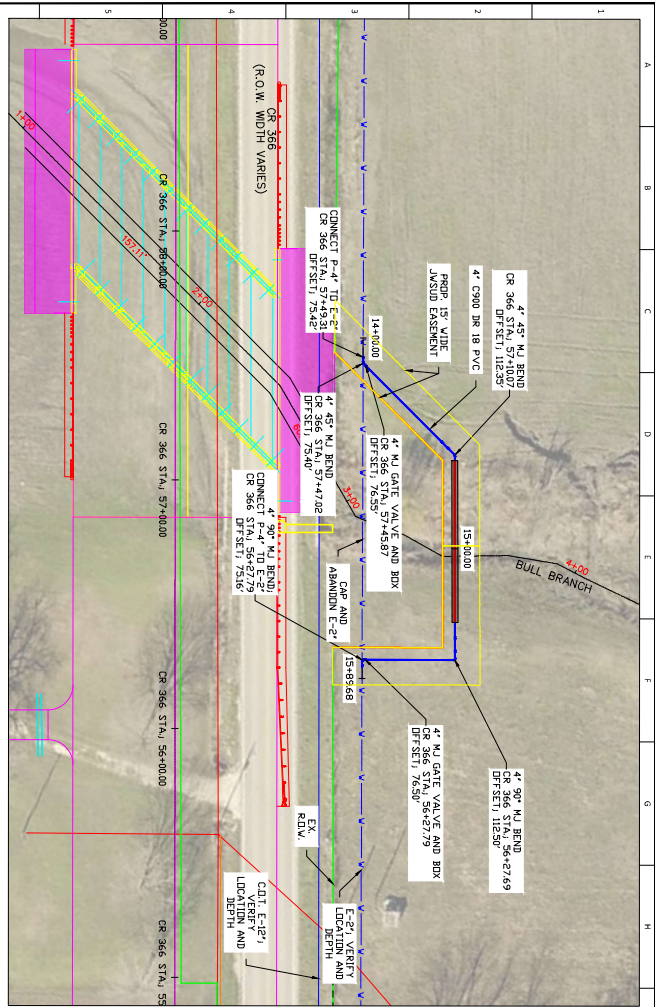 A
B
C
D
E
F
G
H
1
2
3
4
5
4" 45° MJ BEND
CR 366 STA; 57+10.07
OFFSET; 112.35'
4" C900 DR 18 PVC
PROP. 15' WIDE
JWSUD EASEMENT
14+00.00
CONNECT P-4" TO E-2"
CR 366 STA; 57+49.31
OFFSET; 75.42'
4" 45° MJ BEND
CR 366 STA; 57+47.02
OFFSET; 75.40'
4" MJ GATE VALVE AND BOX
CR 366 STA; 57+45.87
OFFSET; 76.55'
15+00.00
BULL BRANCH
4+00
3+00
CAP AND
ABANDON E-2"
4" 90° MJ BEND;
CONNECT P-4" TO E-2"
CR 366 STA; 56+27.79
OFFSET; 75.16'
15+89.68
4" 90° MJ BEND
CR 366 STA; 56+27.69
OFFSET; 112.50'
4" MJ GATE VALVE AND BOX
CR 366 STA; 56+27.79
OFFSET; 76.50'
E-2"; VERIFY
LOCATION AND
DEPTH
EX.
R.O.W.
C.O.T. E-12";
VERIFY
LOCATION AND
DEPTH
CR 366
(R.O.W. WIDTH VARIES)
00.00
CR 366 STA; 58+00.00
CR 366 STA; 57+00.00
CR 366 STA; 56+00.00
CR 366 STA; 55
1+00
157.11'
2+00
W